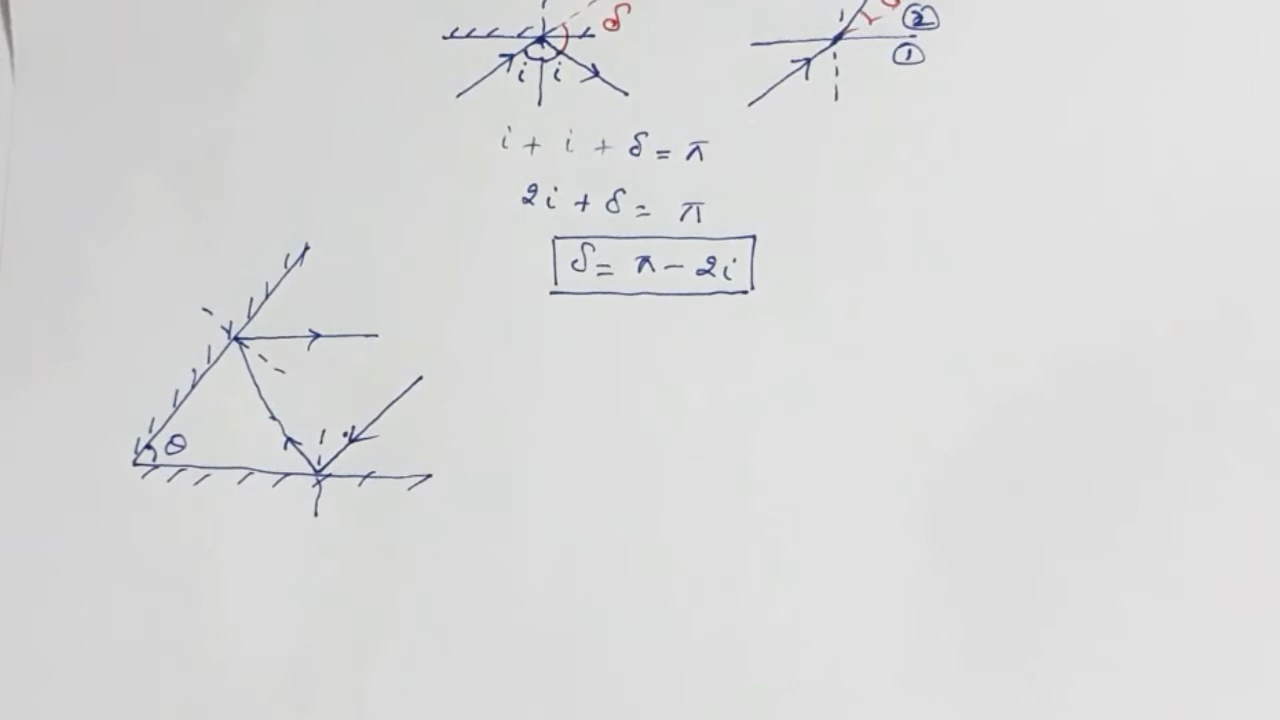 δ
②
①
i i
i + i + δ = π
2i + δ = π
δ = π - 2i
θ